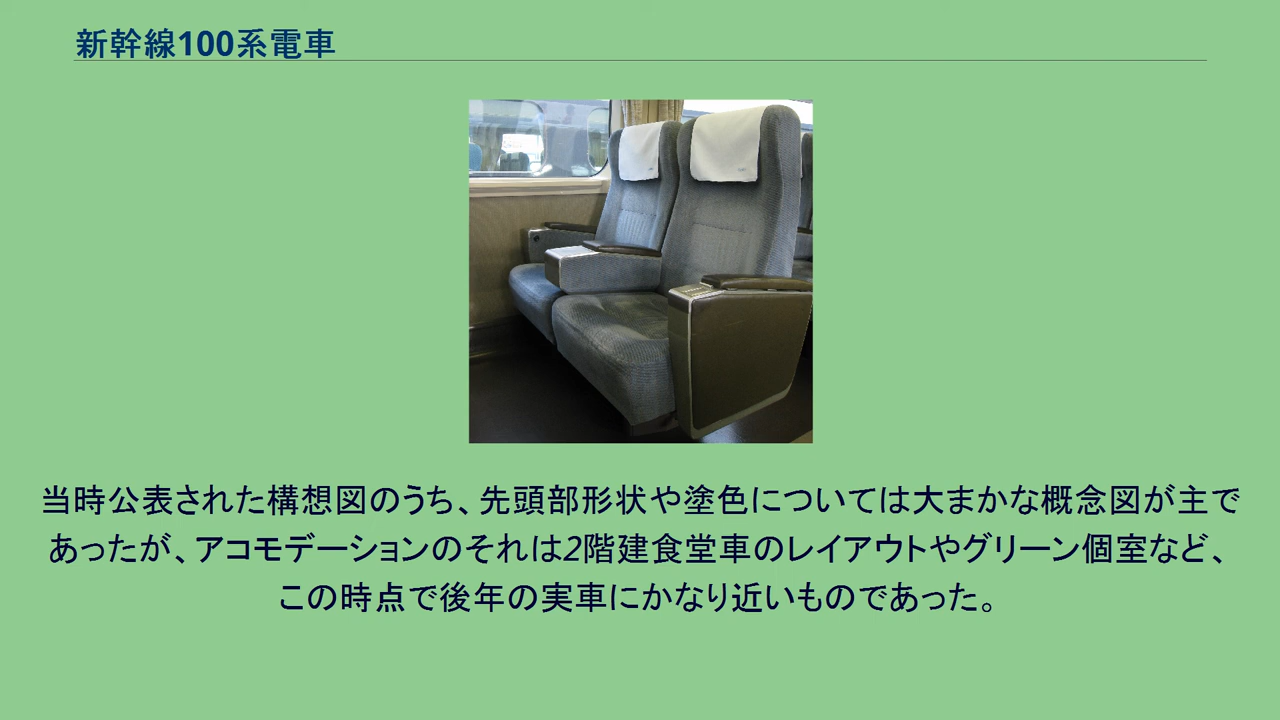 新幹線100系電車
当時公表された構想図のうち、先頭部形状や塗色については大まかな概念図が主で
あったが、アコモデーションのそれは2階建食堂車のレイアウトやグリーン個室など、
この時点で後年の実車にかなり近いものであった。